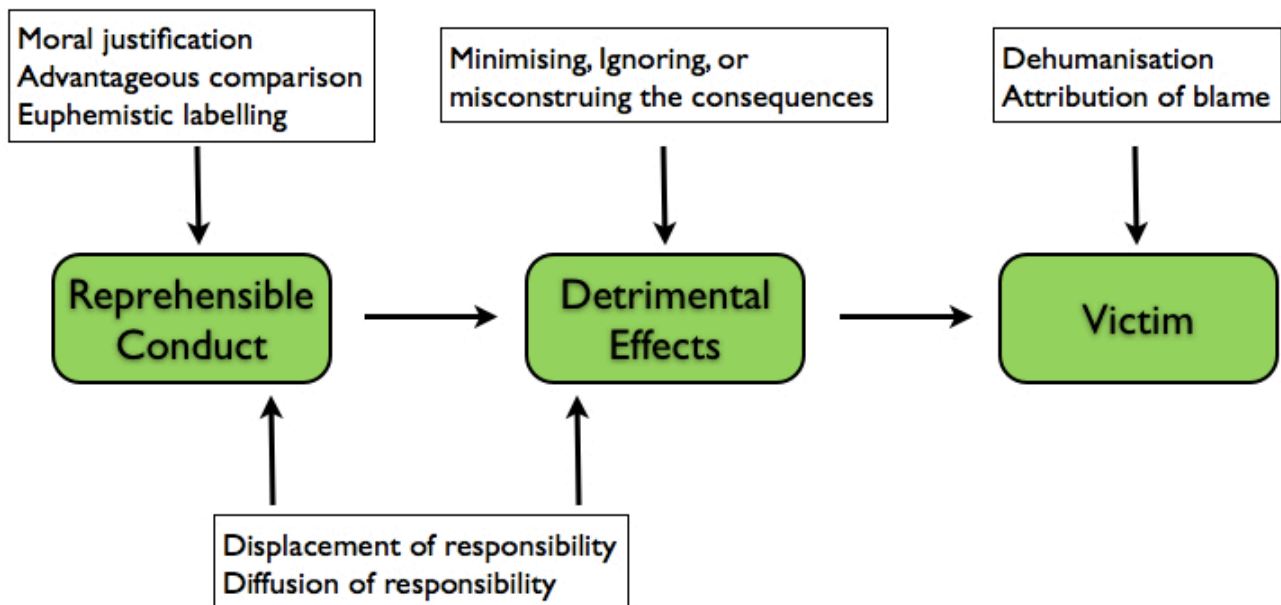 Moral justification
Advantageous comparison
Euphemistic labelling
Minimising, Ignoring, or
misconstruing the consequences
Dehumanisation
Attribution of blame
Reprehensible
Conduct
Detrimental
Effects
Victim
Displacement of responsibility
Diffusion of responsibility